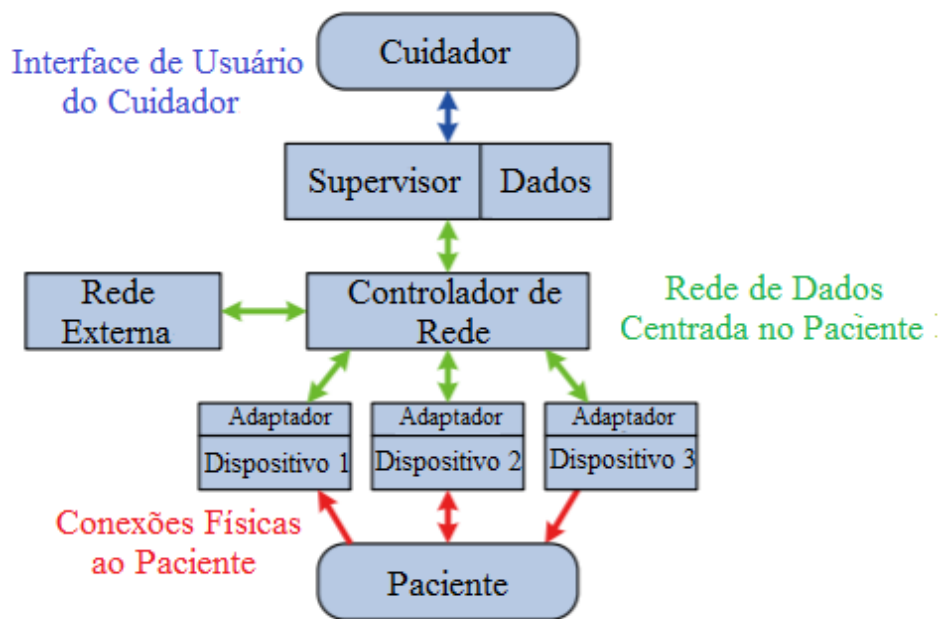 Cuidador
Interface de Usuário
do Cuidador
Supervisor
Dados
Rede
Externa
Controlador de
Rede
Rede de Dados
Centrada no Paciente
Adaptador
Dispositivo 1
Adaptador
Dispositivo 2
Adaptador
Dispositivo 3
Conexões Físicas
ao Paciente
Paciente